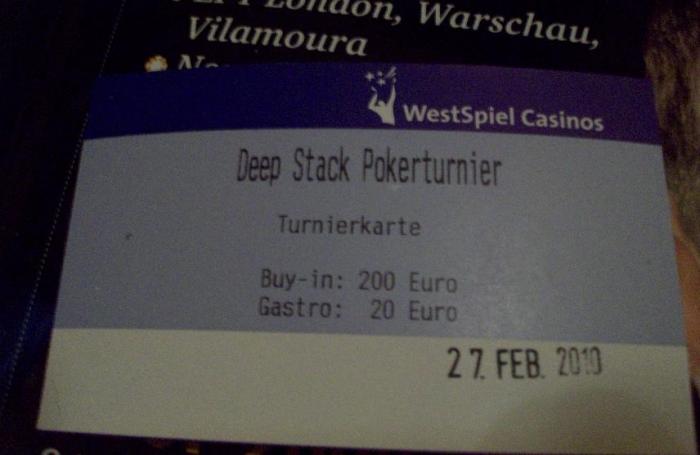 London, Warschau,
Vilamoura
WestSpiel Casinos
Deep Stack Pokerturnier
Turnierkarte
Buy-in: 200 Euro
Gastro: 20 Euro
27. FEB. 2010